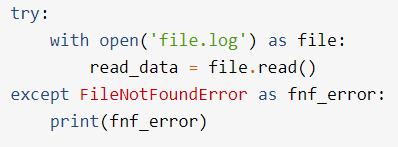 try:
    with open('file.log') as file:
        read_data = file.read()
except FileNotFoundError as fnf_error:
    print(fnf_error)